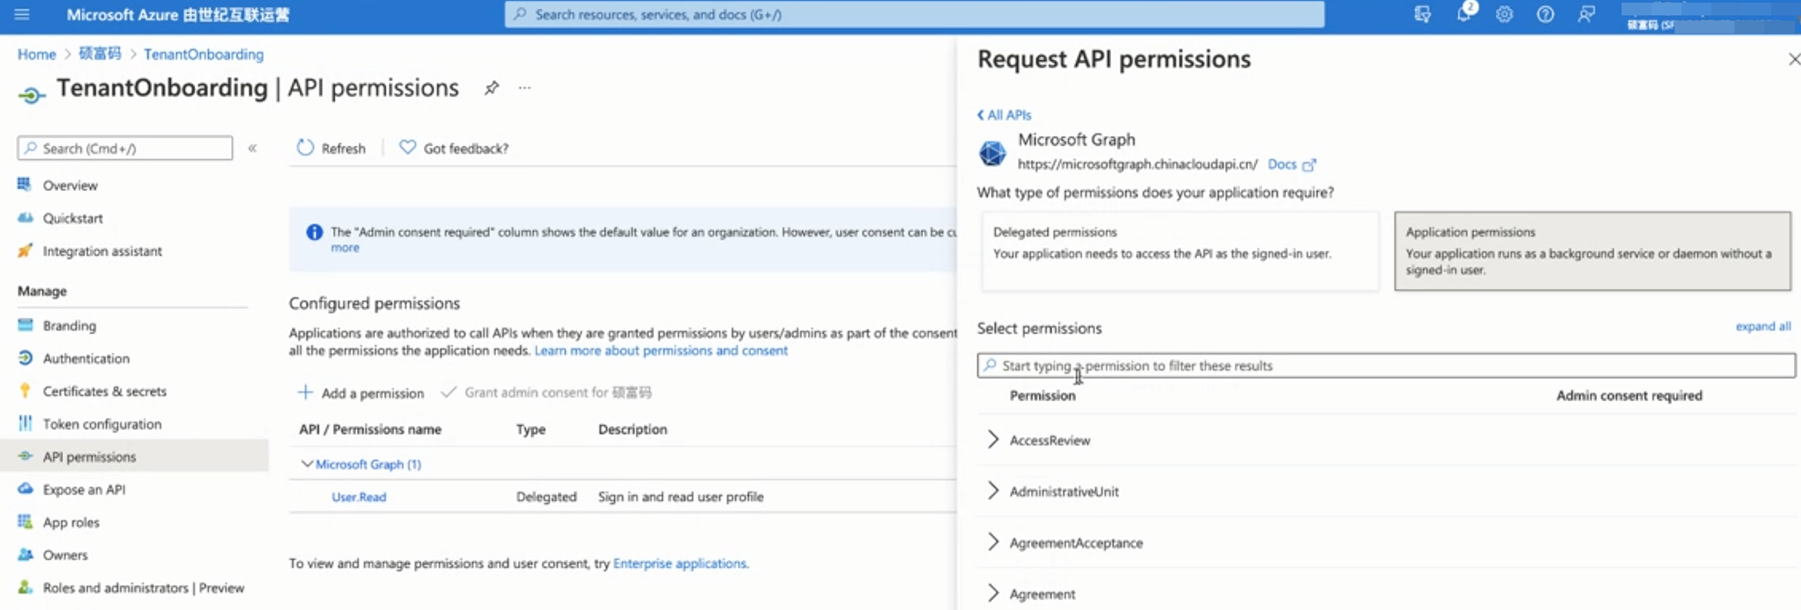 Microsoft Azure 由世纪互联运营
Search resources, services, and docs (G+/)
2
硕富码
Home > 硕富码 > TenantOnboarding
TenantOnboarding | API permissions
Search (Cmd+/)
Overview
Quickstart
Integration assistant
Manage
Branding
Authentication
Certificates & secrets
Token configuration
API permissions
Expose an API
App roles
Owners
Roles and administrators | Preview
Refresh
Got feedback?
The "Admin consent required" column shows the default value for an organization. However, user consent can be
more
Configured permissions
Applications are authorized to call APIs when they are granted permissions by users/admins as part of the consent
all the permissions the application needs. Learn more about permissions and consent
Add a permission
Grant admin consent for 硕富码
API / Permissions name Type Description
Microsoft Graph (1)
User.Read Delegated Sign in and read user profile
To view and manage permissions and user consent, try Enterprise applications.
Request API permissions
All APIs
Microsoft Graph
https://microsoftgraph.chinacloudapi.cn/ Docs
What type of permissions does your application require?
Delegated permissions
Your application needs to access the API as the signed-in user.
Application permissions
Your application runs as a background service or daemon without a
signed-in user.
Select permissions
expand all
Start typing a permission to filter these results
Permission Admin consent required
AccessReview
AdministrativeUnit
AgreementAcceptance
Agreement